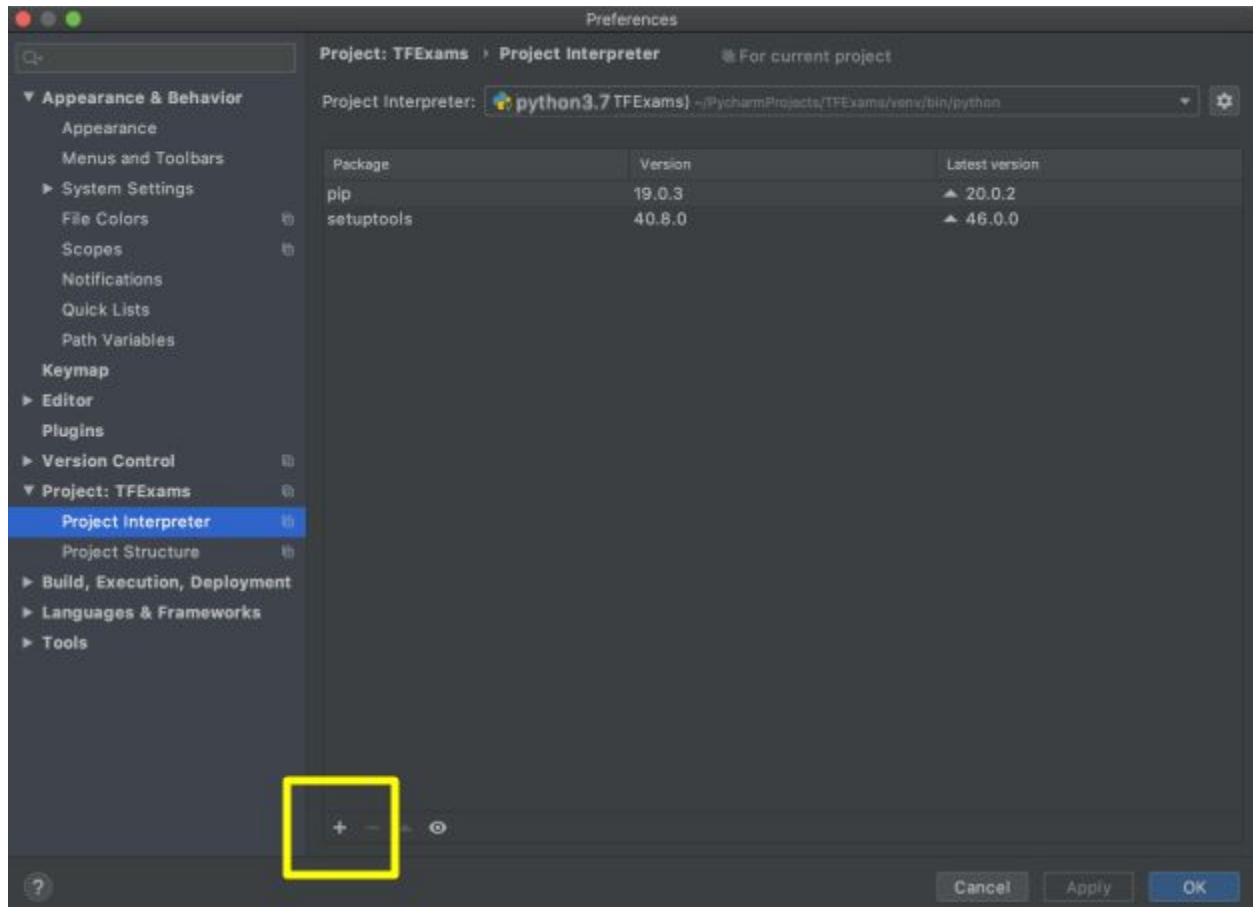 Preferences
Project: TFExams › Project Interpreter For current project
Appearance & Behavior
Appearance
Menus and Toolbars
System Settings
File Colors
Scopes
Notifications
Quick Lists
Path Variables
Keymap
Editor
Plugins
Version Control
Project: TFExams
Project Interpreter
Project Structure
Build, Execution, Deployment
Languages & Frameworks
Tools
Project Interpreter: python3.7 TFExams) ~/PycharmProjects/TFExams/venv/bin/python
Package Version Latest version
pip 19.0.3 20.0.2
setuptools 40.8.0 46.0.0
?
Cancel Apply OK